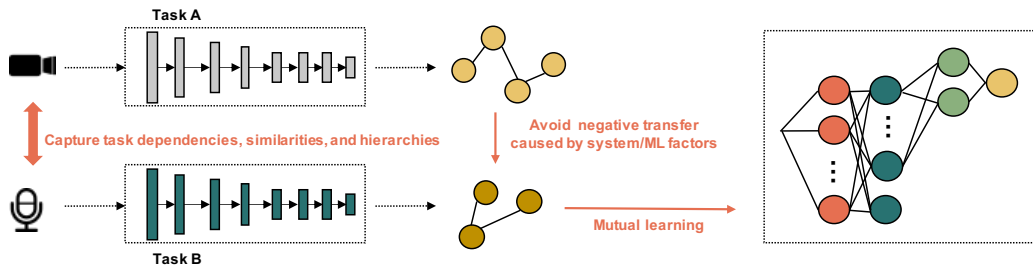 Task A
Capture task dependencies, similarities, and hierarchies
Avoid negative transfer
caused by system/ML factors
Mutual learning
Task B